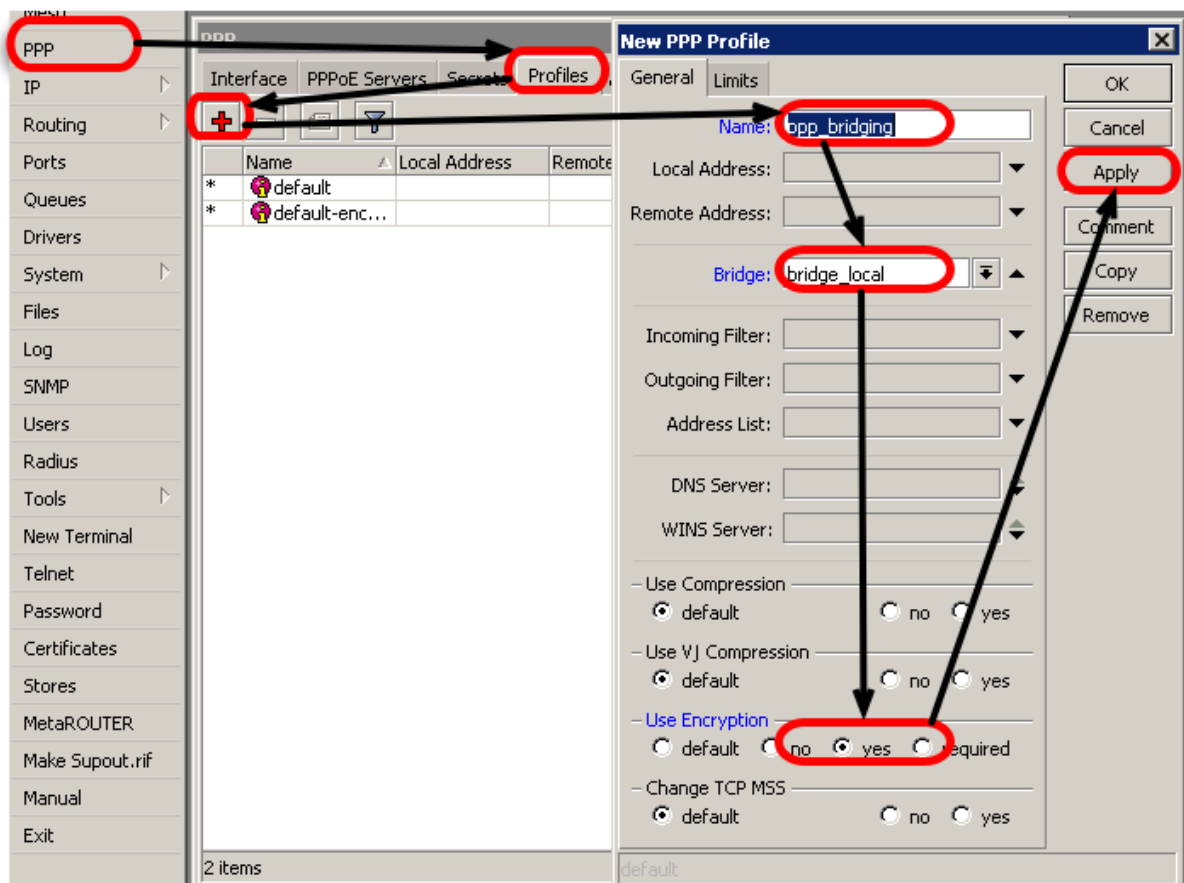 Mesh
PPP
IP
Routing
Ports
Queues
Drivers
System
Files
Log
SNMP
Users
Radius
Tools
New Terminal
Telnet
Password
Certificates
Stores
MetaROUTER
Make Supout.rif
Manual
Exit
PPP
Interface PPPoE Servers Secrets Profiles
Name Local Address Remote
* default
* default-enc...
2 items
New PPP Profile
General Limits
Name: ppp_bridging
Local Address:
Remote Address:
Bridge: bridge_local
Incoming Filter:
Outgoing Filter:
Address List:
DNS Server:
WINS Server:
Use Compression
default no yes
Use VJ Compression
default no yes
Use Encryption
default no yes required
Change TCP MSS
default no yes
default
OK
Cancel
Apply
Comment
Copy
Remove